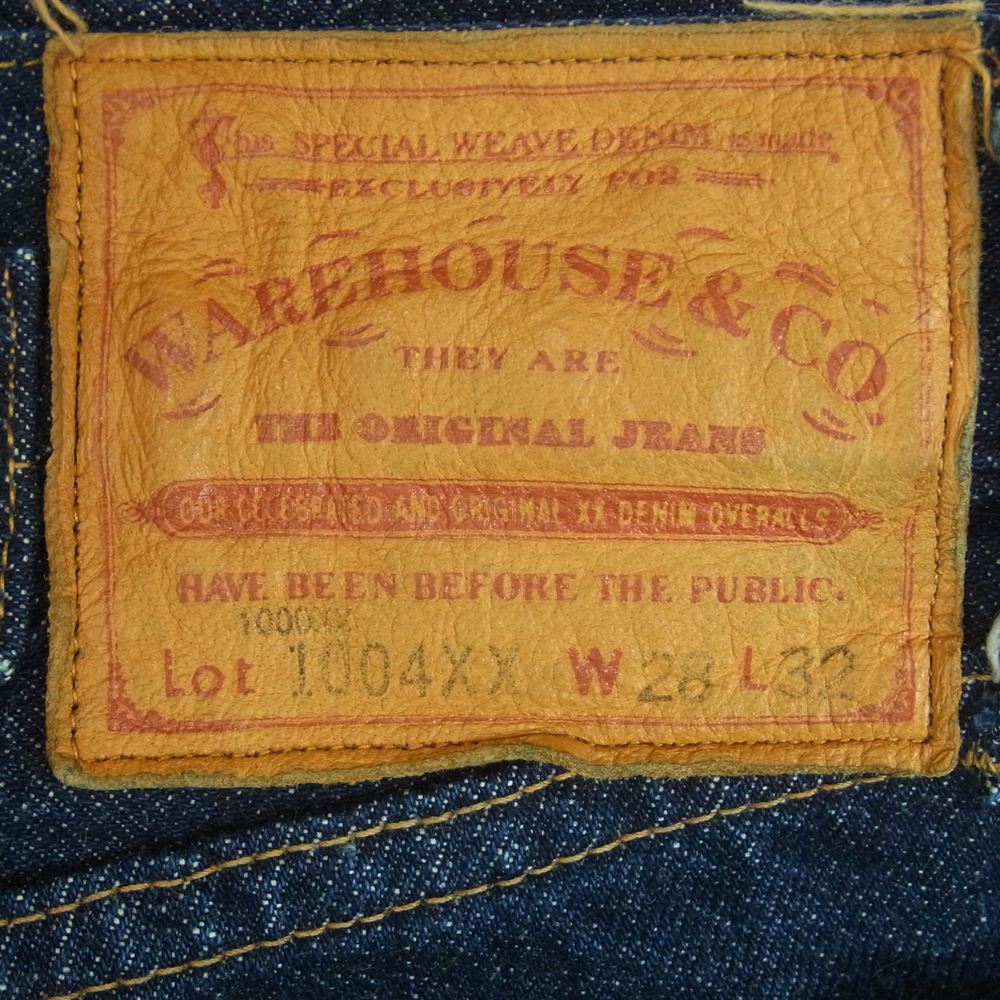 This SPECIAL WEAVE DENIM is made
EXCLUSIVELY FOR
WAREHOUSE & CO.
THEY ARE
THE ORIGINAL JEANS
OUR CELEBRATED AND ORIGINAL XX DENIM OVERALLS
HAVE BEEN BEFORE THE PUBLIC.
1000XX
Lot 1004XX W 28 L 32